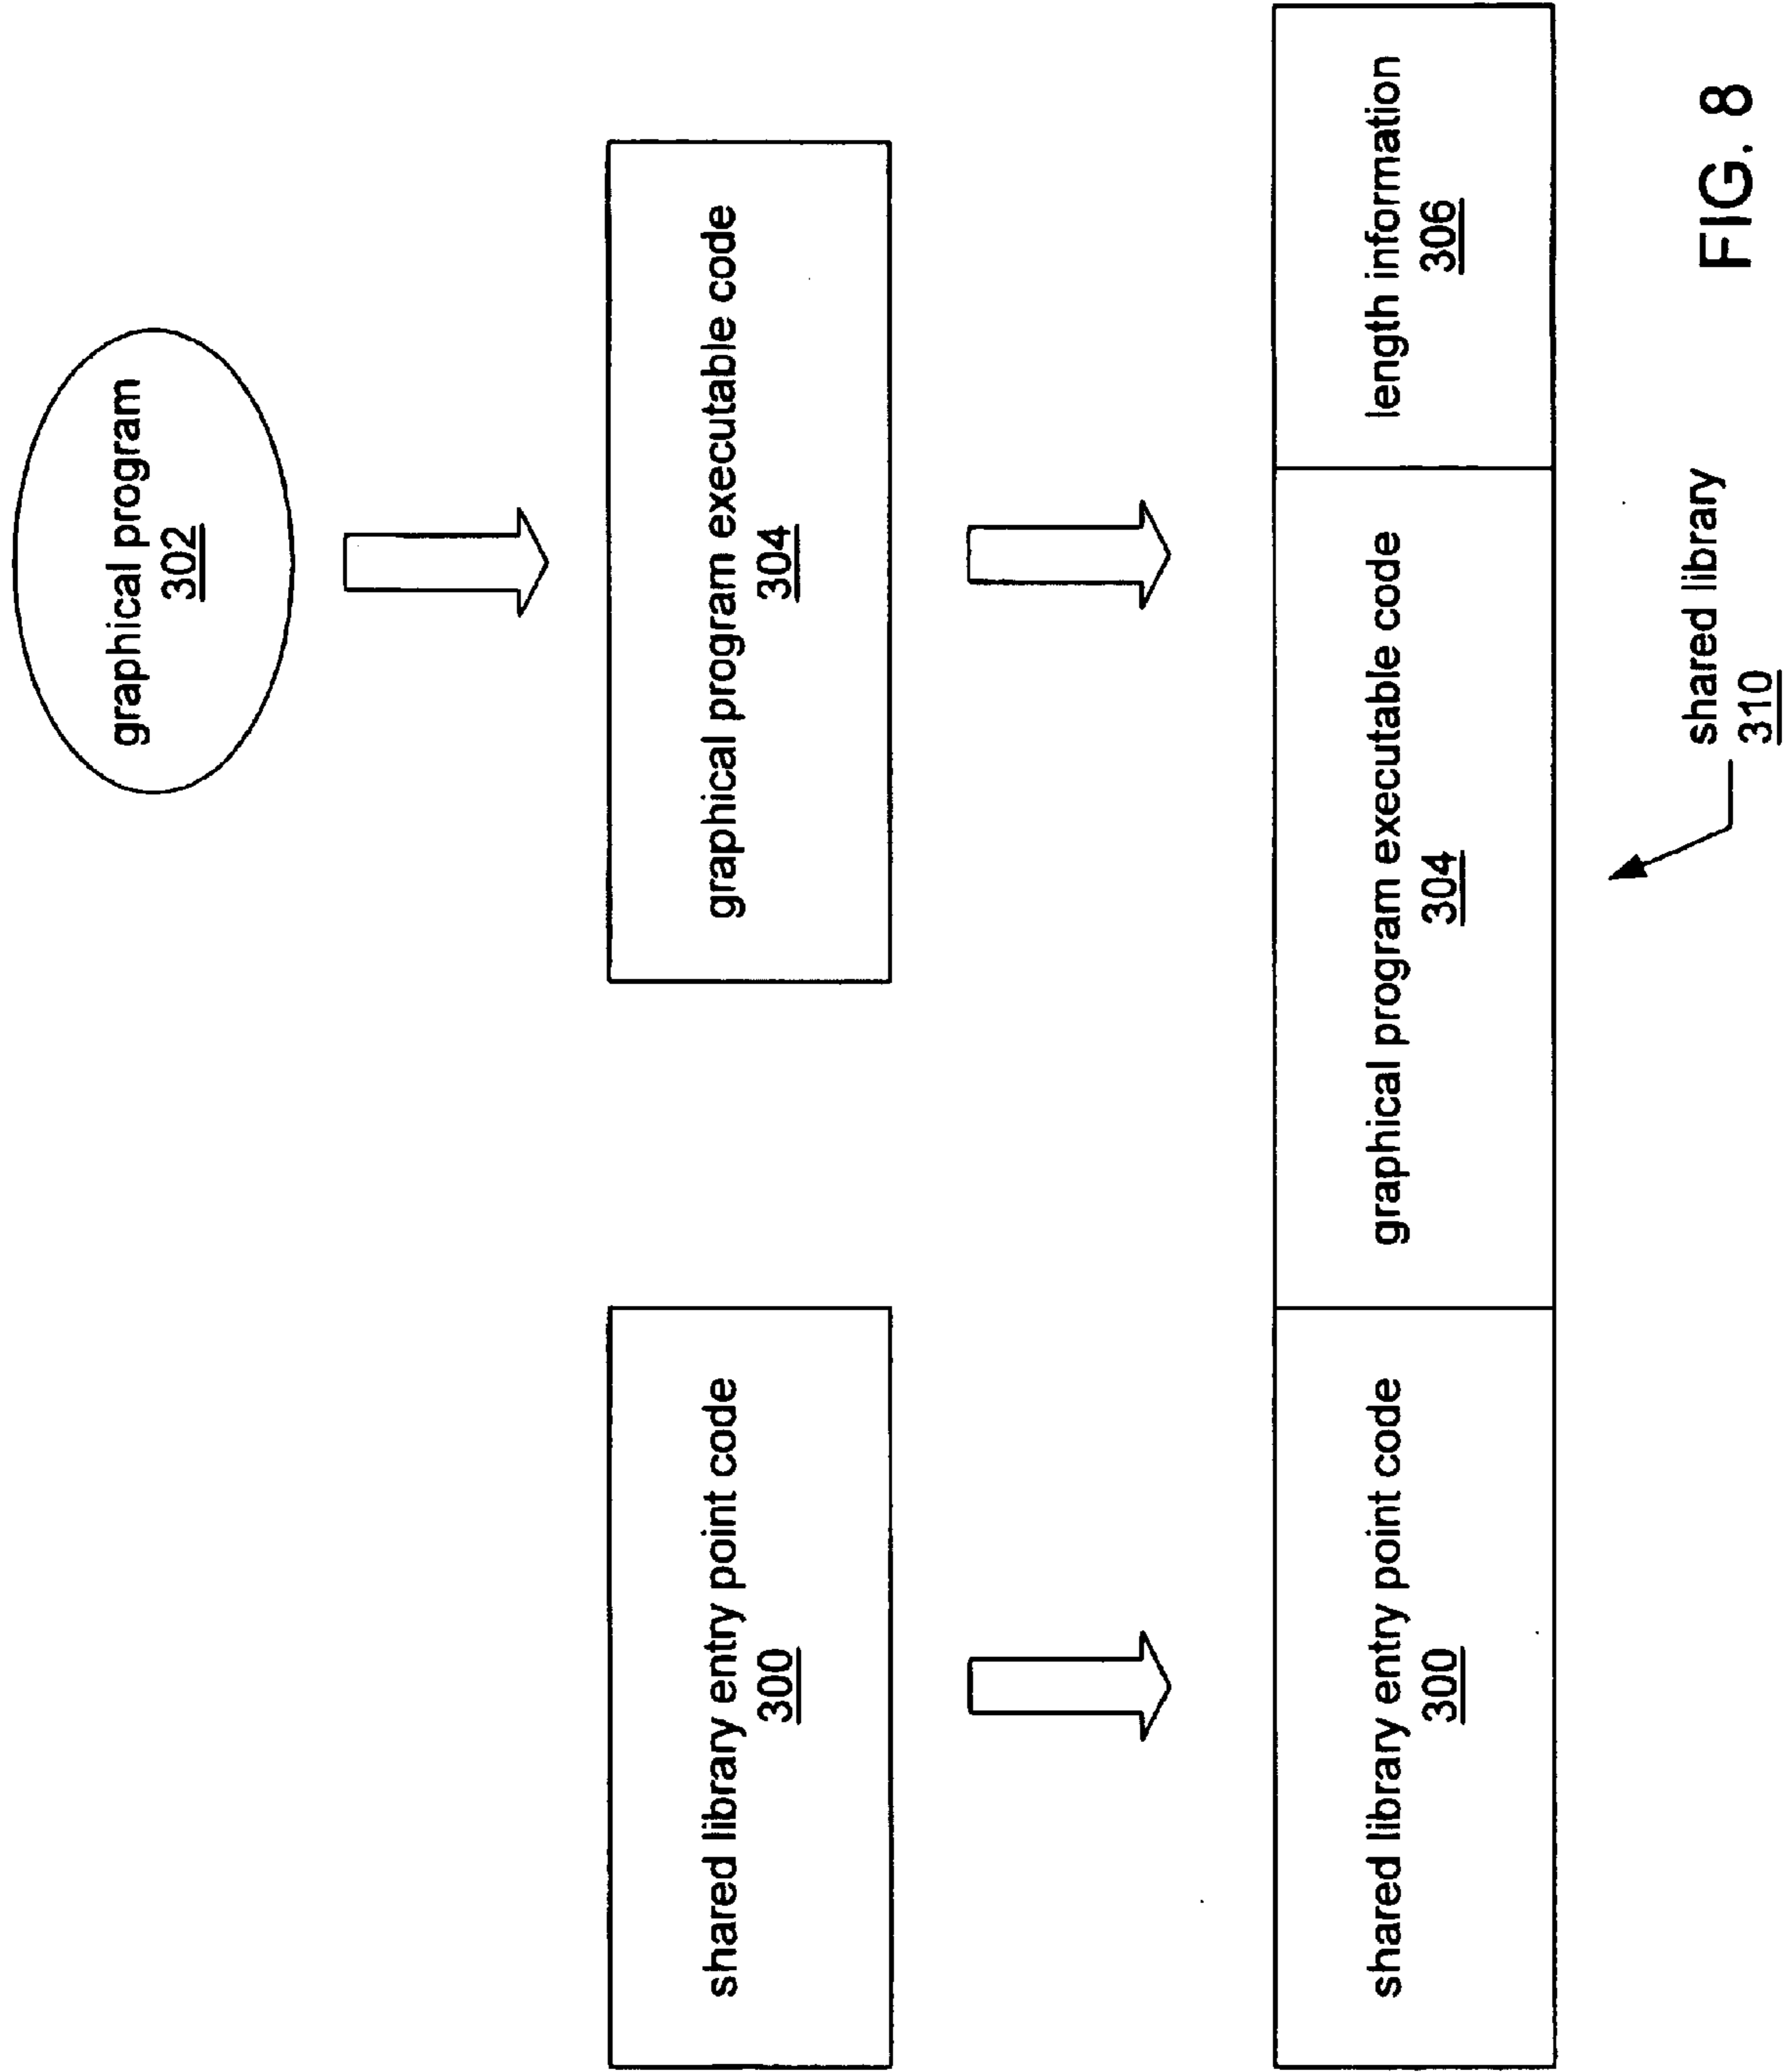 graphical program
302
shared library entry point code
300
graphical program executable code
304
shared library entry point code
300
graphical program executable code
304
length information
306
shared library
310
FIG. 8